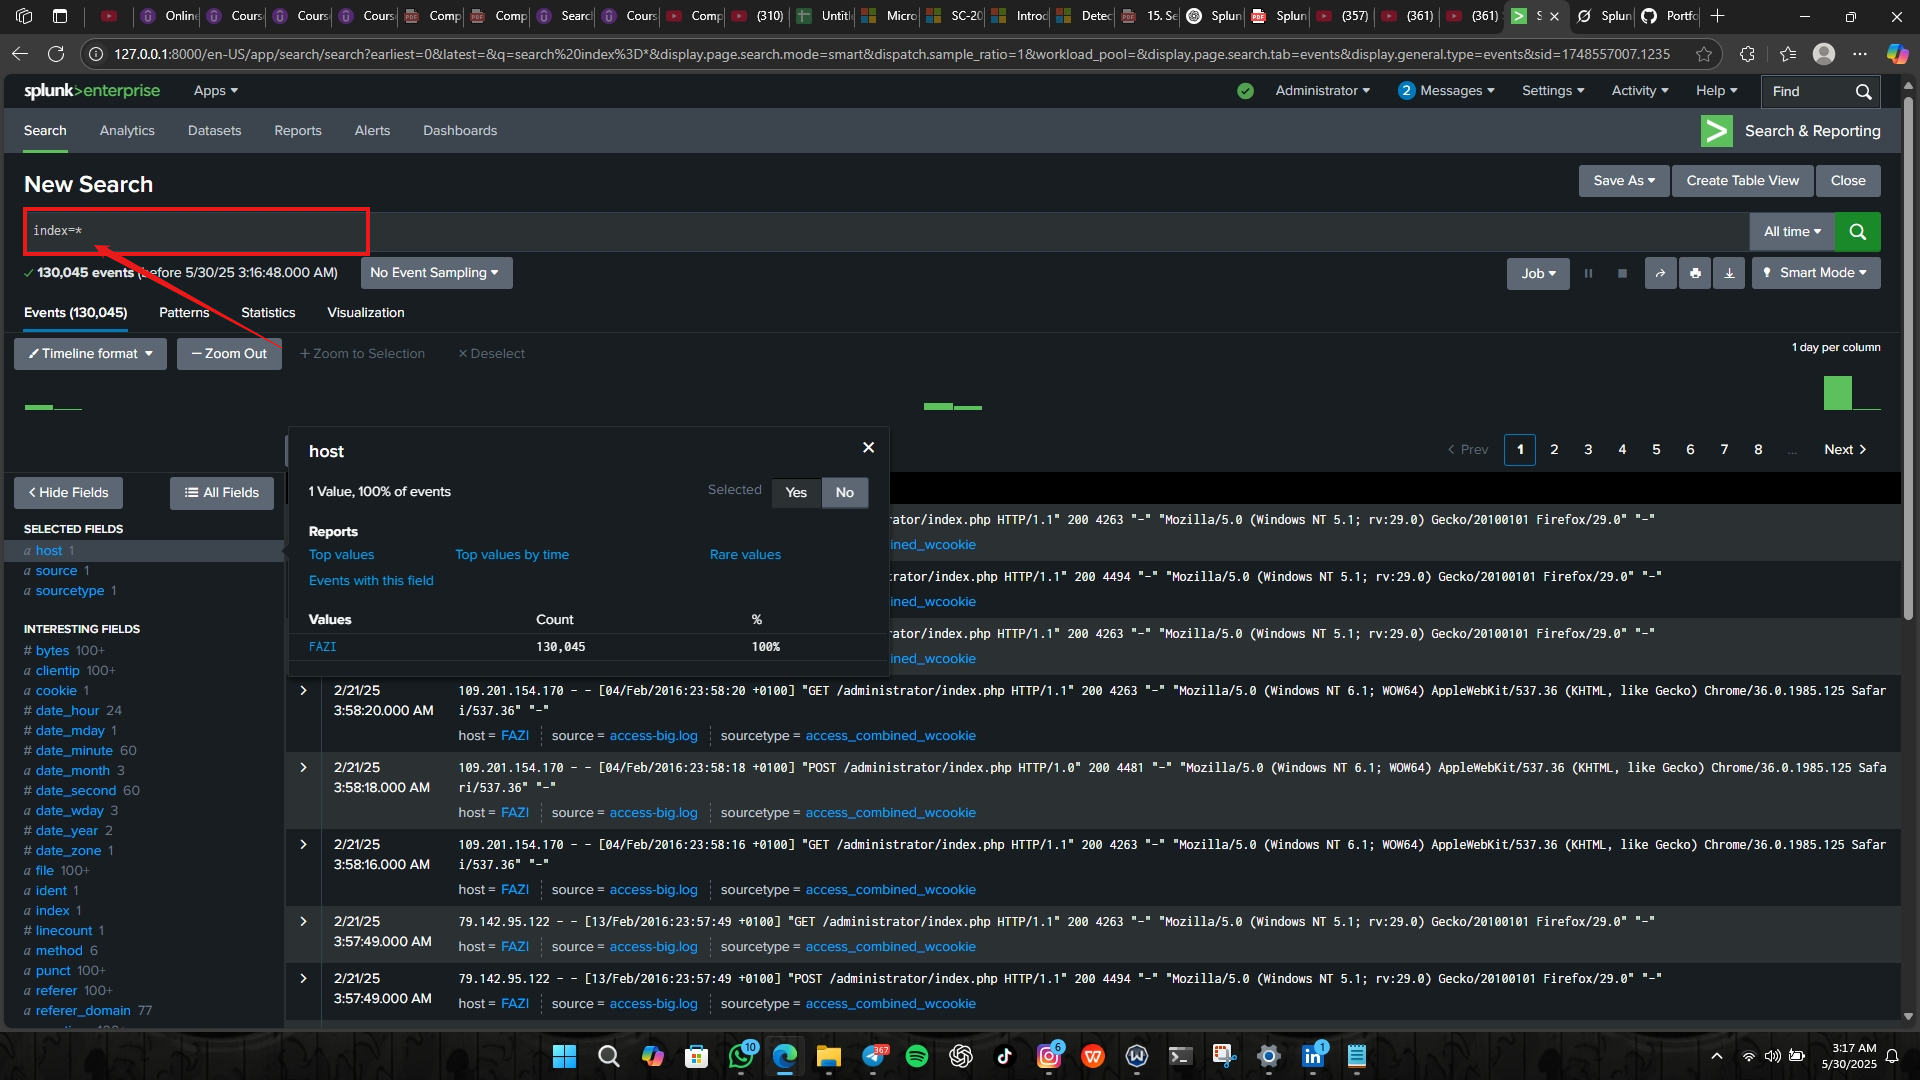 Onlin
Cours
Cours
Cours
Comp
Comp
Searc
Cours
Comp
(310)
Untitl
Micro
SC-20
Introd
Detec
15. Se
Splun
Splun
(357)
(361)
(361)
S
Splun
Portfo
127.0.0.1:8000/en-US/app/search/search?earliest=0&latest=&q=search%20index%3D*&display.page.search.mode=smart&dispatch.sample_ratio=1&workload_pool=&display.page.search.tab=events&display.general.type=events&sid=1748557007.1235
splunk>enterprise
Apps
Administrator
2 Messages
Settings
Activity
Help
Find
Search
Analytics
Datasets
Reports
Alerts
Dashboards
Search & Reporting
New Search
Save As
Create Table View
Close
index=*
All time
130,045 events (before 5/30/25 3:16:48.000 AM)
No Event Sampling
Job
Smart Mode
Events (130,045)
Patterns
Statistics
Visualization
Timeline format
Zoom Out
+ Zoom to Selection
× Deselect
1 day per column
host
1 Value, 100% of events
Selected
Yes
No
Reports
Top values
Top values by time
Rare values
Events with this field
Values Count %
FAZI 130,045 100%
< Prev 1 2 3 4 5 6 7 8 ... Next >
< Hide Fields
All Fields
SELECTED FIELDS
a host 1
a source 1
a sourcetype 1
INTERESTING FIELDS
# bytes 100+
a clientip 100+
a cookie 1
# date_hour 24
# date_mday 1
# date_minute 60
a date_month 3
# date_second 60
a date_wday 3
# date_year 2
# date_zone 1
a file 100+
a ident 1
a index 1
# linecount 1
a method 6
a punct 100+
a referer 100+
a referer_domain 77
rator/index.php HTTP/1.1" 200 4263 "-" "Mozilla/5.0 (Windows NT 5.1; rv:29.0) Gecko/20100101 Firefox/29.0" "-"
ined_wcookie
rator/index.php HTTP/1.1" 200 4494 "-" "Mozilla/5.0 (Windows NT 5.1; rv:29.0) Gecko/20100101 Firefox/29.0" "-"
ined_wcookie
ator/index.php HTTP/1.1" 200 4263 "-" "Mozilla/5.0 (Windows NT 5.1; rv:29.0) Gecko/20100101 Firefox/29.0" "-"
ined_wcookie
2/21/25
3:58:20.000 AM
109.201.154.170 - - [04/Feb/2016:23:58:20 +0100] "GET /administrator/index.php HTTP/1.1" 200 4263 "-" "Mozilla/5.0 (Windows NT 6.1; WOW64) AppleWebKit/537.36 (KHTML, like Gecko) Chrome/36.0.1985.125 Safar
i/537.36" "-"
host = FAZI source = access-big.log sourcetype = access_combined_wcookie
2/21/25
3:58:18.000 AM
109.201.154.170 - - [04/Feb/2016:23:58:18 +0100] "POST /administrator/index.php HTTP/1.0" 200 4481 "-" "Mozilla/5.0 (Windows NT 6.1; WOW64) AppleWebKit/537.36 (KHTML, like Gecko) Chrome/36.0.1985.125 Safa
ri/537.36" "-"
host = FAZI source = access-big.log sourcetype = access_combined_wcookie
2/21/25
3:58:16.000 AM
109.201.154.170 - - [04/Feb/2016:23:58:16 +0100] "GET /administrator/index.php HTTP/1.1" 200 4263 "-" "Mozilla/5.0 (Windows NT 6.1; WOW64) AppleWebKit/537.36 (KHTML, like Gecko) Chrome/36.0.1985.125 Safar
i/537.36" "-"
host = FAZI source = access-big.log sourcetype = access_combined_wcookie
2/21/25
3:57:49.000 AM
79.142.95.122 - - [13/Feb/2016:23:57:49 +0100] "GET /administrator/index.php HTTP/1.1" 200 4263 "-" "Mozilla/5.0 (Windows NT 5.1; rv:29.0) Gecko/20100101 Firefox/29.0" "-"
host = FAZI source = access-big.log sourcetype = access_combined_wcookie
2/21/25
3:57:49.000 AM
79.142.95.122 - - [13/Feb/2016:23:57:49 +0100] "POST /administrator/index.php HTTP/1.1" 200 4494 "-" "Mozilla/5.0 (Windows NT 5.1; rv:29.0) Gecko/20100101 Firefox/29.0" "-"
host = FAZI source = access-big.log sourcetype = access_combined_wcookie
10
367
6
1
3:17 AM
5/30/2025